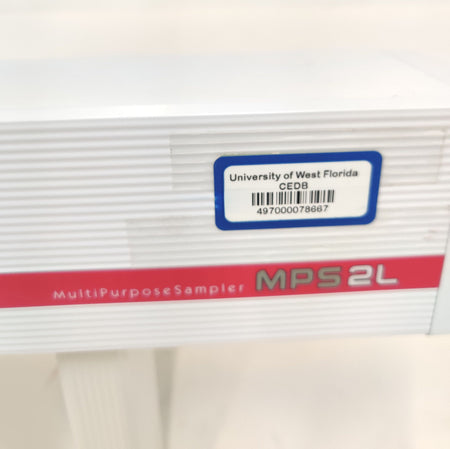 University of West Florida
CEDB
497000078667
MultiPurposeSampler MPS 2L